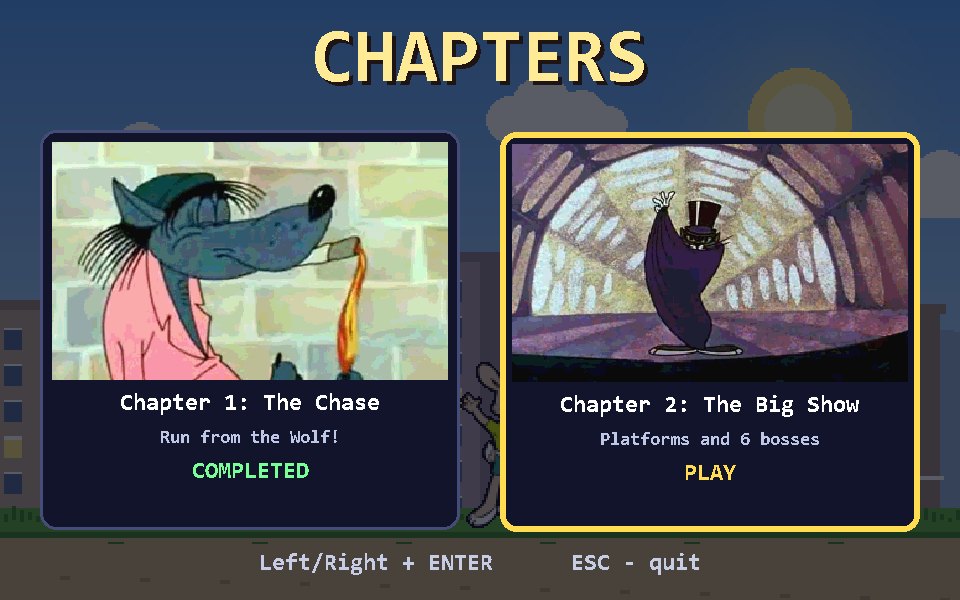 CHAPTERS
Chapter 1: The Chase
Run from the Wolf!
COMPLETED
Chapter 2: The Big Show
Platforms and 6 bosses
PLAY
Left/Right + ENTER
ESC - quit